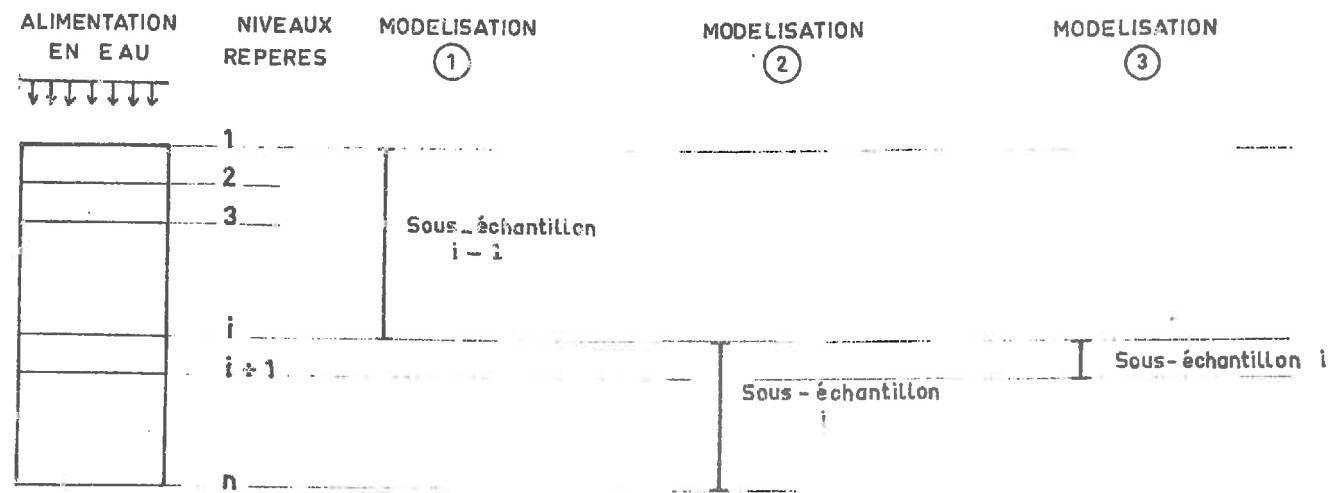 ALIMENTATION
EN EAU
NIVEAUX
REPERES
MODELISATION
1
MODELISATION
2
MODELISATION
3
1
2
3
Sous-échantillon
i - 1
i
i + 1
Sous-échantillon i
Sous-échantillon
i
n